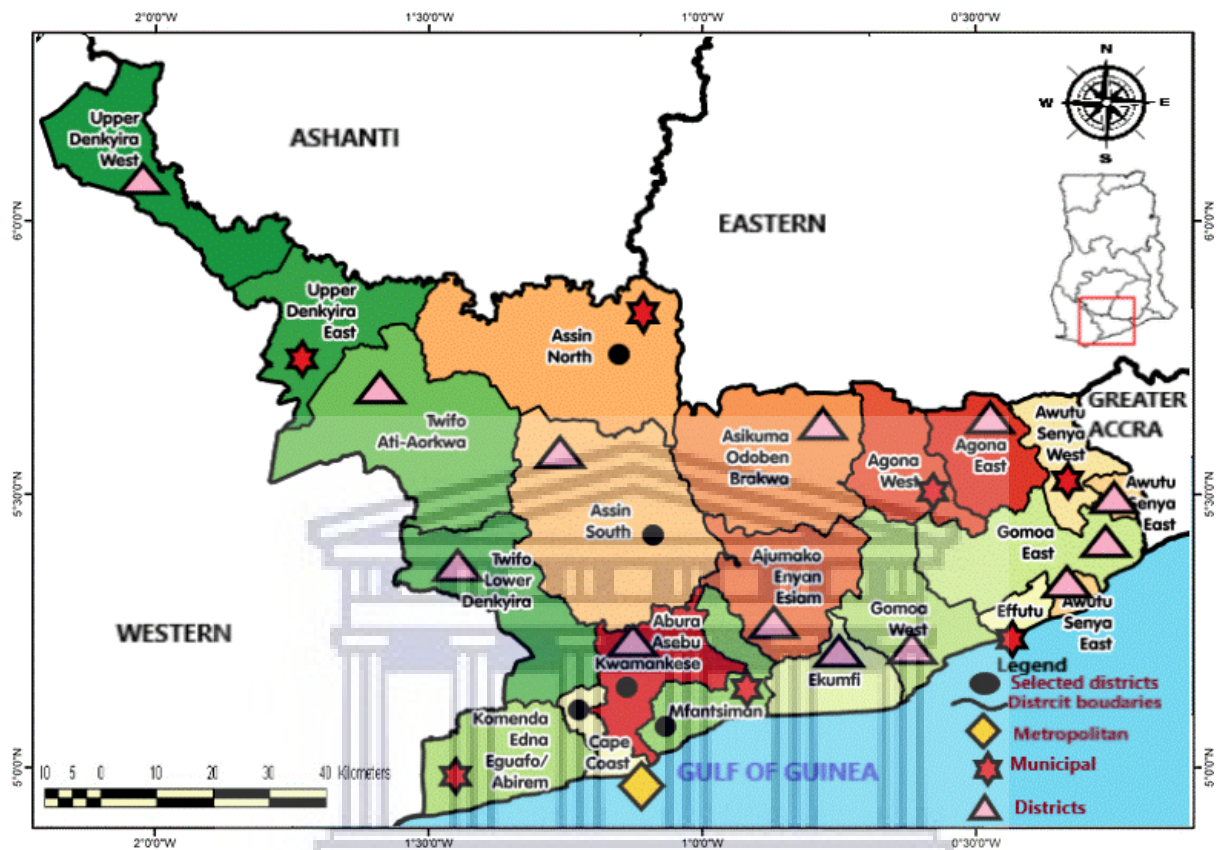 2°0'0"W
1°30'0"W
1°0'0"W
0°30'0"W
N
W
E
S
6°0'0"N
6°0'0"N
5°30'0"N
5°30'0"N
5°0'0"N
5°0'0"N
Upper
Denkyira
West
ASHANTI
EASTERN
Upper
Denkyira
East
Assin
North
GREATER
ACCRA
Awutu
Senya
West
Twifo
Ati-Aorkwa
Asikuma
Odoben
Brakwa
Agona
West
Agona
East
Awutu
Senya
East
Assin
South
Gomoa
East
Ajumako
Enyan
Esiam
Twifo
Lower
Denkyira
WESTERN
Abura
Asebu
Kwamankese
Gomoa
West
Effutu
Awutu
Senya
East
Ekumfi
Mfantsiman
Komenda
Edna
Eguafo/
Abirem
Cape
Coast
GULF OF GUINEA
Legend
Selected districts
Distrcit boudaries
Metropolitan
Municipal
Districts
10 5 0 10 20 30 40 Kilometers
2°0'0"W
1°30'0"W
1°0'0"W
0°30'0"W